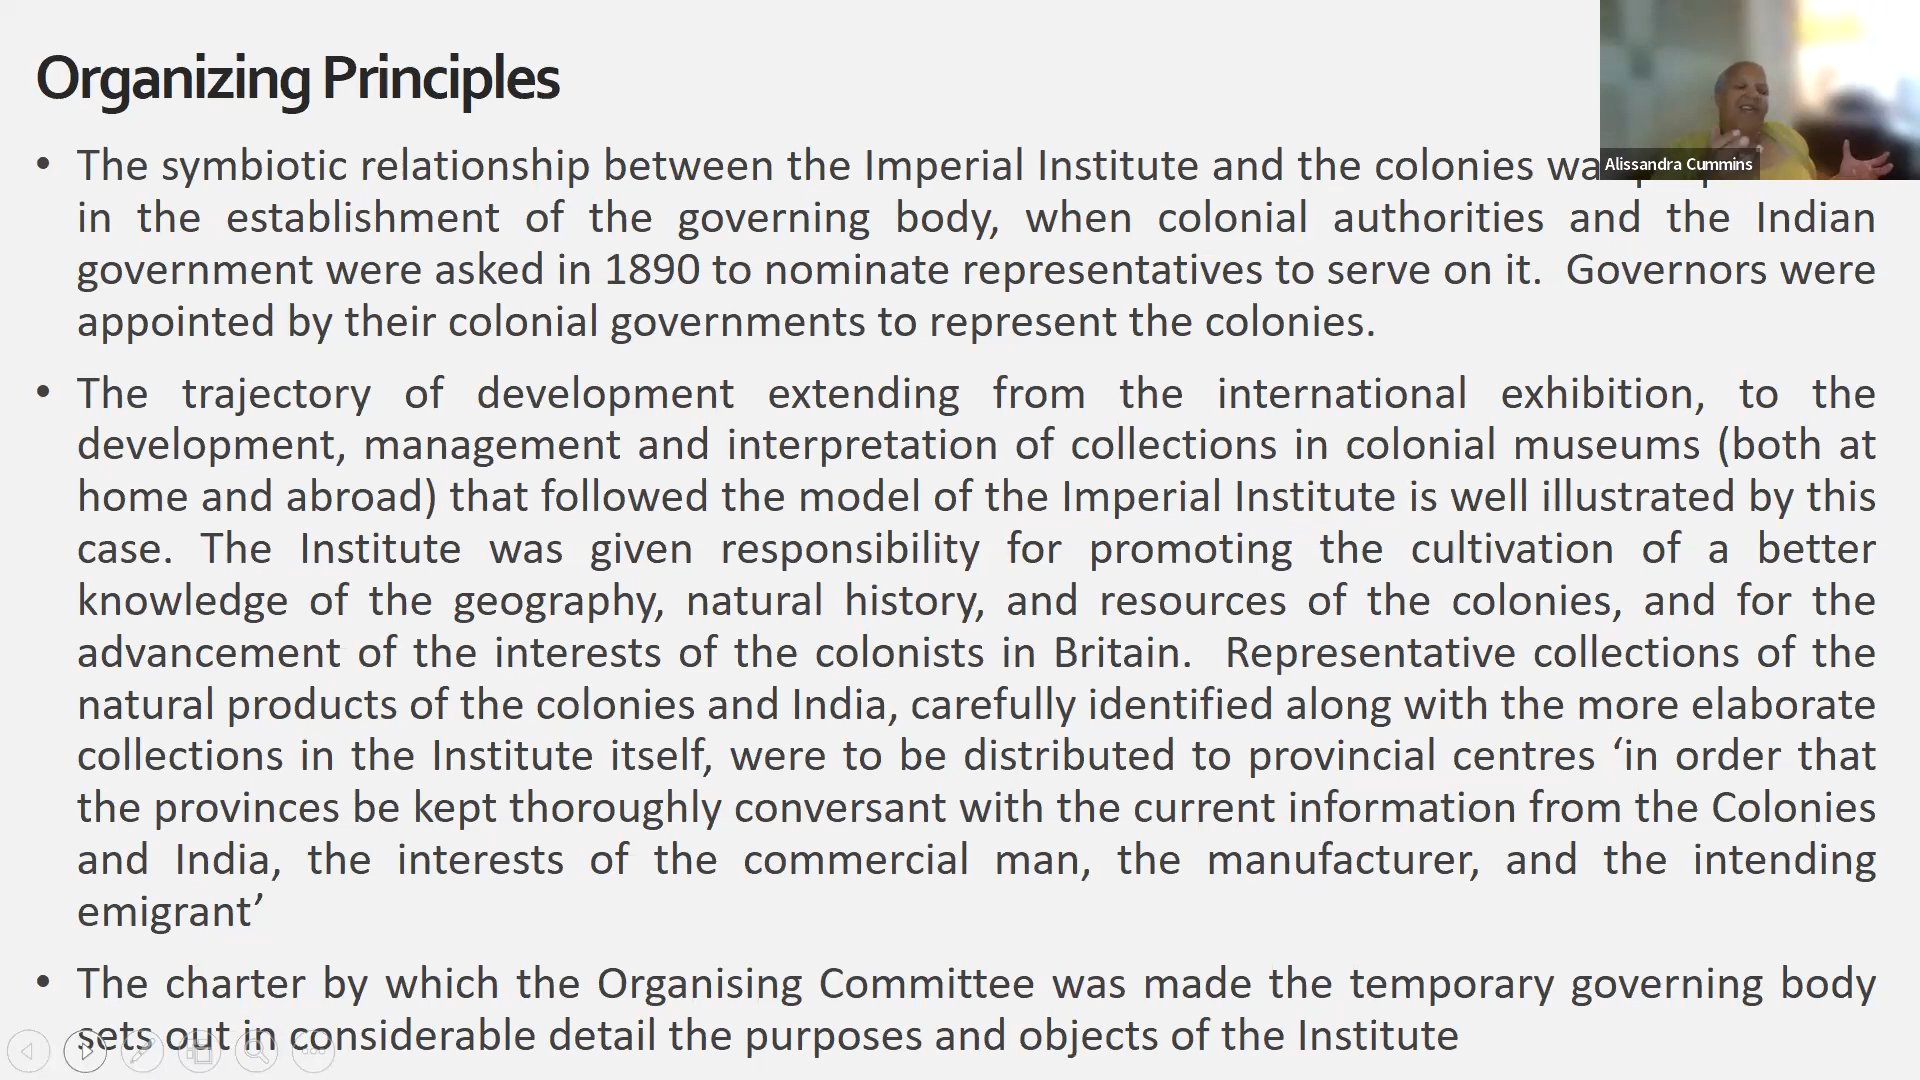 Organizing Principles
Alissandra Cummins
• The symbiotic relationship between the Imperial Institute and the colonies
in the establishment of the governing body, when colonial authorities and the Indian
government were asked in 1890 to nominate representatives to serve on it. Governors were
appointed by their colonial governments to represent the colonies.
• The trajectory of development extending from the international exhibition, to the
development, management and interpretation of collections in colonial museums (both at
home and abroad) that followed the model of the Imperial Institute is well illustrated by this
case. The Institute was given responsibility for promoting the cultivation of a better
knowledge of the geography, natural history, and resources of the colonies, and for the
advancement of the interests of the colonists in Britain. Representative collections of the
natural products of the colonies and India, carefully identified along with the more elaborate
collections in the Institute itself, were to be distributed to provincial centres ‘in order that
the provinces be kept thoroughly conversant with the current information from the Colonies
and India, the interests of the commercial man, the manufacturer, and the intending
emigrant’
• The charter by which the Organising Committee was made the temporary governing body
sets out in considerable detail the purposes and objects of the Institute